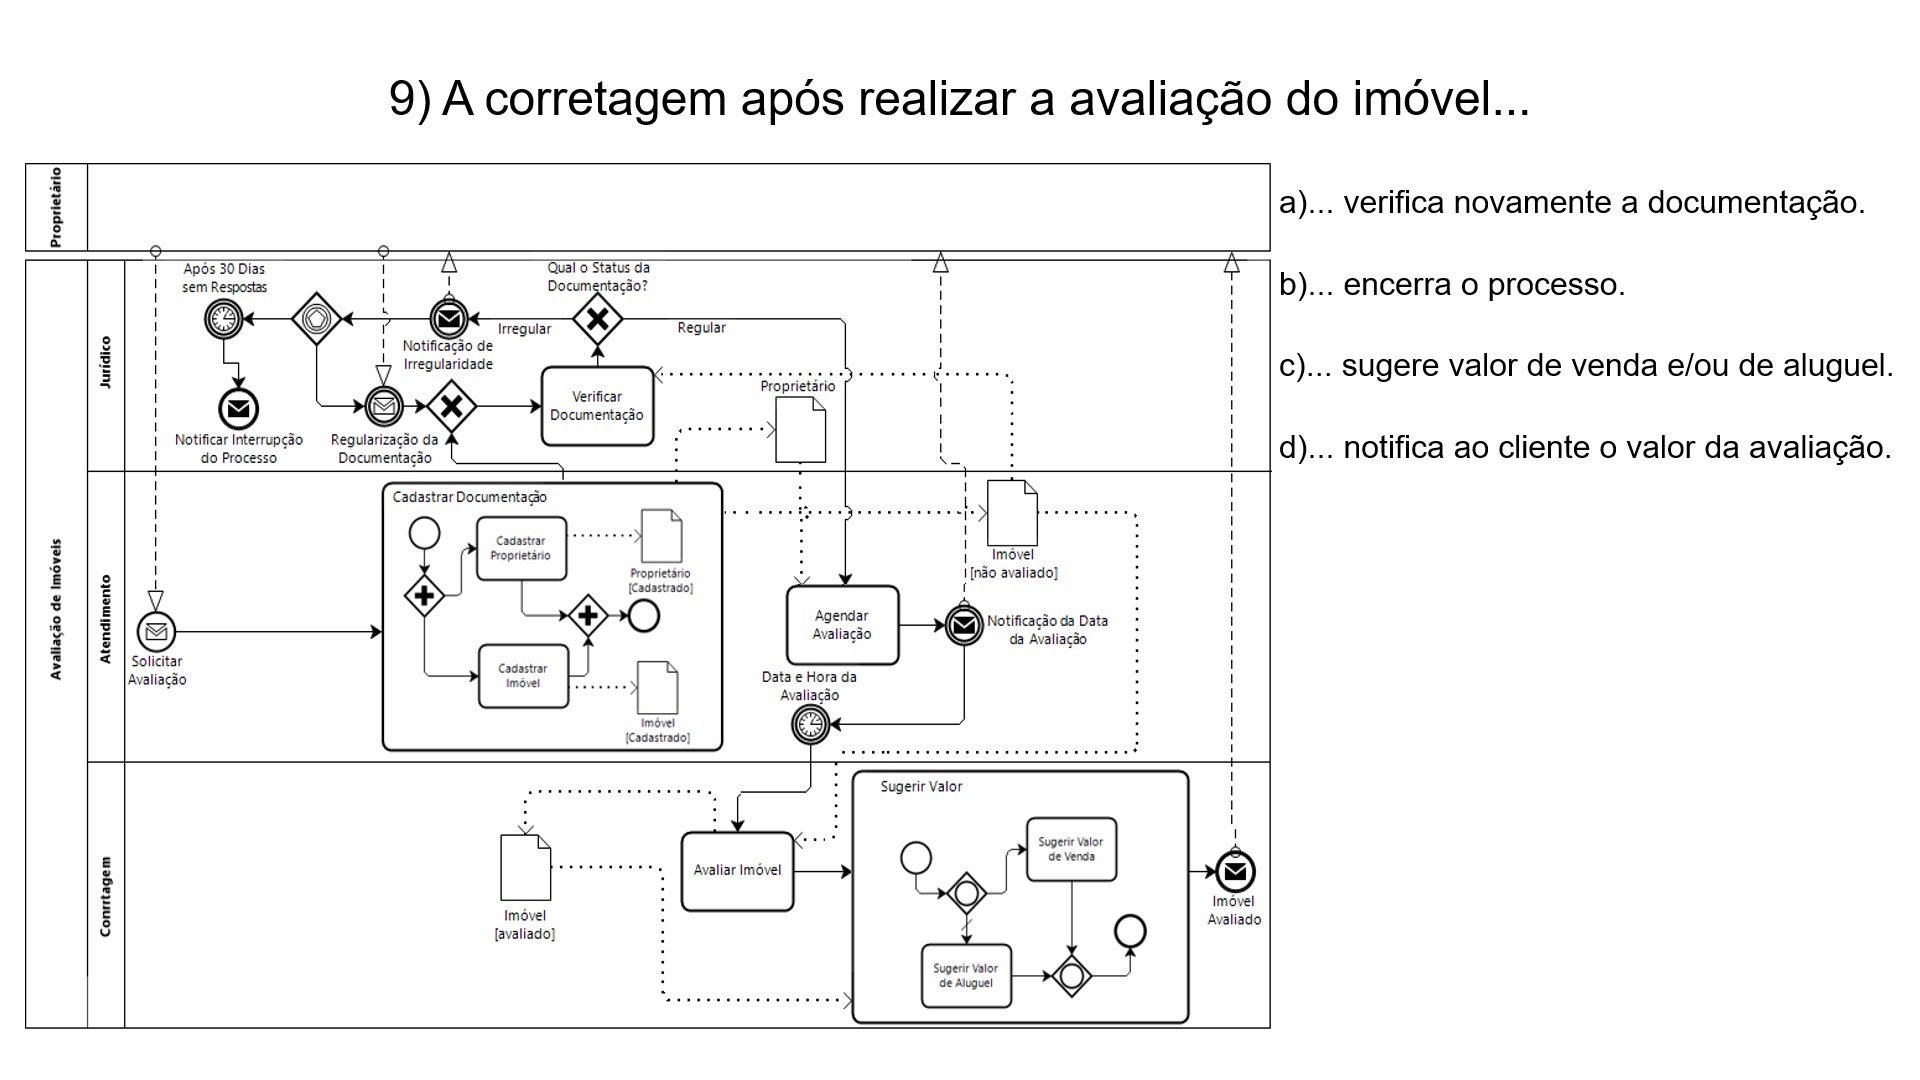 9) A corretagem após realizar a avaliação do imóvel...
a)... verifica novamente a documentação.
b)... encerra o processo.
c)... sugere valor de venda e/ou de aluguel.
d)... notifica ao cliente o valor da avaliação.
Proprietário
Avaliação de Imóveis
Jurídico
Após 30 Dias
sem Respostas
Notificar Interrupção
do Processo
Notificação de
Irregularidade
Irregular
Qual o Status da
Documentação?
Regular
Regularização da
Documentação
Verificar
Documentação
Proprietário
Atendimento
Solicitar
Avaliação
Cadastrar Documentação
Cadastrar
Proprietário
Proprietário
[Cadastrado]
Cadastrar
Imóvel
Imóvel
[Cadastrado]
Imóvel
[não avaliado]
Agendar
Avaliação
Notificação da Data
da Avaliação
Data e Hora da
Avaliação
Conrrtagem
Imóvel
[avaliado]
Avaliar Imóvel
Sugerir Valor
Sugerir Valor
de Venda
Sugerir Valor
de Aluguel
Imóvel
Avaliado